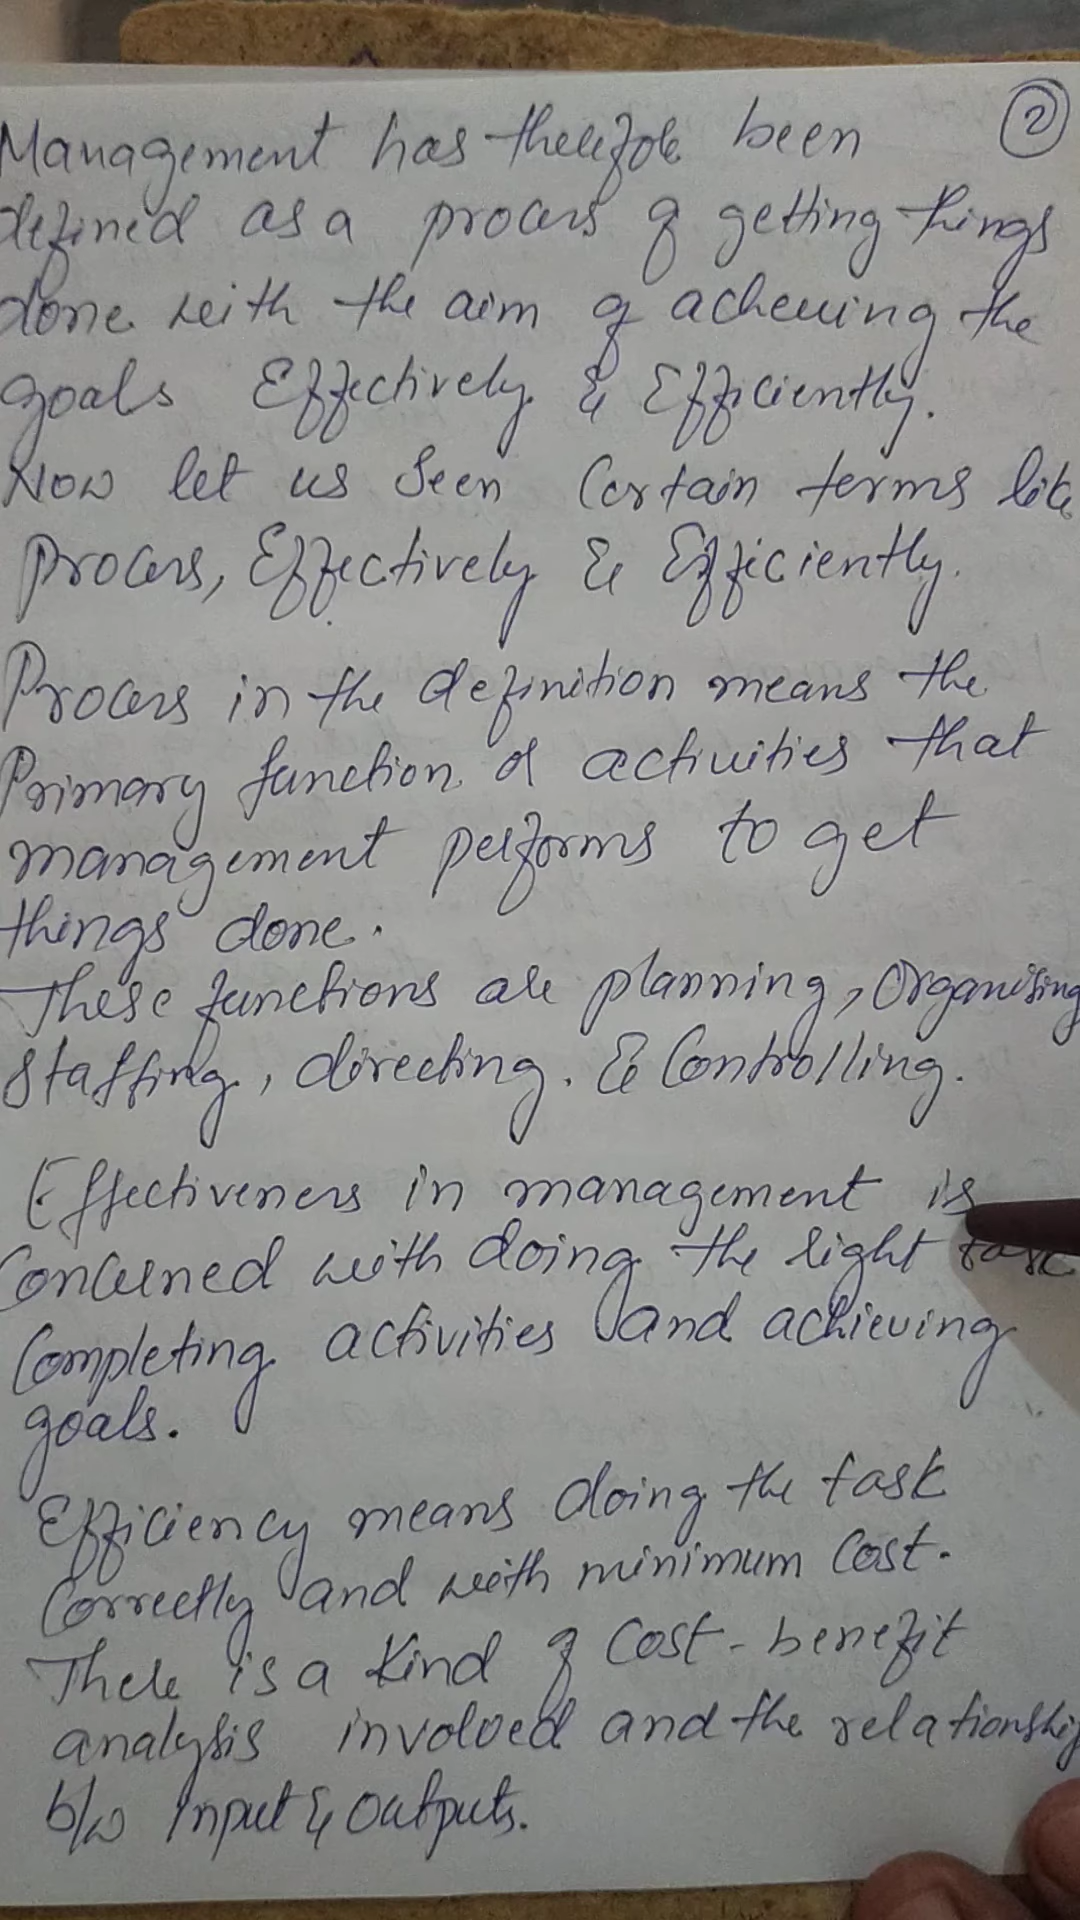 2
Management has therefore been
defined as a process of getting things
done with the aim of acheving the
goals Effectively & Efficiently.
Now let us Seen Certain terms like
Process, Effectively & Efficiently.
Process in the definition means the
Primary function or activities that
management performs to get
things done.
These functions are planning, Organising
Staffing, directing. & Controlling.
Effectiveness in management is
Concerned with doing the right task
Completing activities and achieving
goals.
Efficiency means doing the task
Correctly and with minimum Cost.
There is a kind of Cost-benefit
analysis involved and the relationship
b/w Input & outputs.